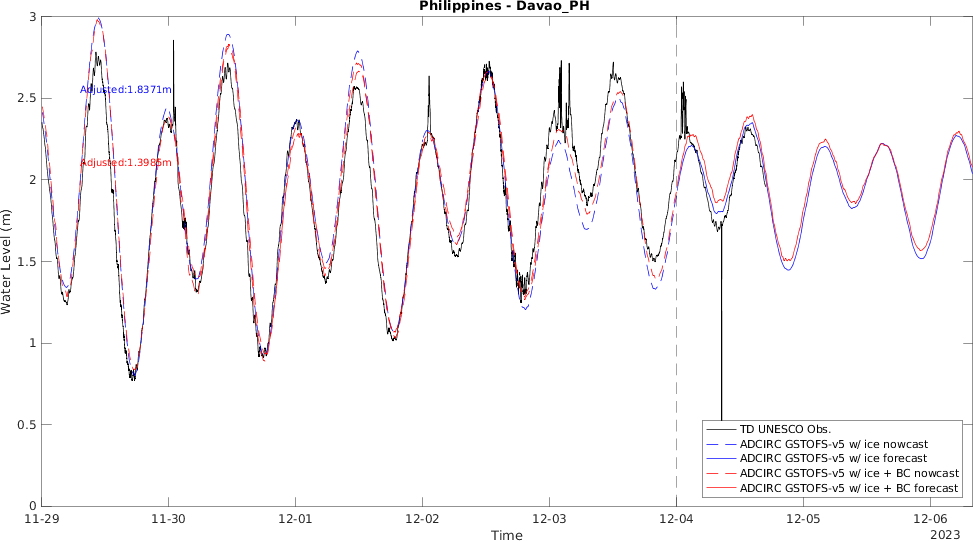 Philippines - Davao_PH
3
2.5
2
1.5
1
0.5
0
Water Level (m)
Adjusted:1.8371m
Adjusted:1.3985m
TD UNESCO Obs.
ADCIRC GSTOFS-v5 w/ ice nowcast
ADCIRC GSTOFS-v5 w/ ice forecast
ADCIRC GSTOFS-v5 w/ ice + BC nowcast
ADCIRC GSTOFS-v5 w/ ice + BC forecast
11-29 11-30 12-01 12-02 12-03 12-04 12-05 12-06
Time
2023